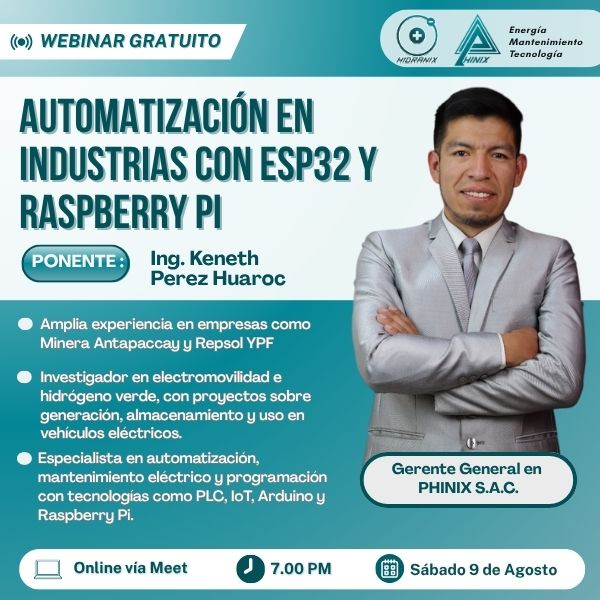 WEBINAR GRATUITO
HIDRANIX
PHINIX
Energía
Mantenimiento
Tecnología
AUTOMATIZACIÓN EN
INDUSTRIAS CON ESP32 Y
RASPBERRY PI
PONENTE :
Ing. Keneth
Perez Huaroc
Amplia experiencia en empresas como
Minera Antapaccay y Repsol YPF
Investigador en electromovilidad e
hidrógeno verde, con proyectos sobre
generación, almacenamiento y uso en
vehículos eléctricos.
Especialista en automatización,
mantenimiento eléctrico y programación
con tecnologías como PLC, IoT, Arduino y
Raspberry Pi.
Gerente General en
PHINIX S.A.C.
Online vía Meet
7.00 PM
Sábado 9 de Agosto